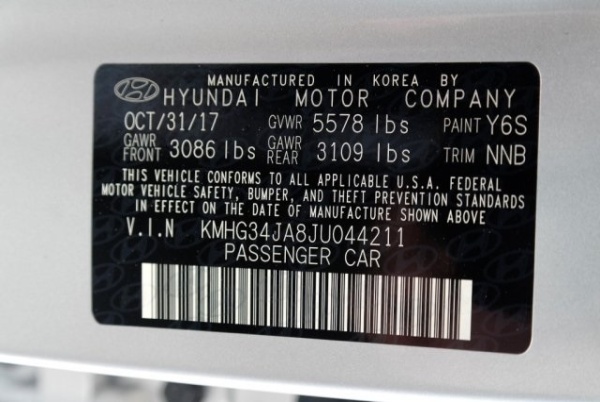 MANUFACTURED IN KOREA BY
HYUNDAI MOTOR COMPANY
OCT/31/17 GVWR 5578 lbs PAINT Y6S
GAWR FRONT 3086 lbs GAWR REAR 3109 lbs TRIM NNB
THIS VEHICLE CONFORMS TO ALL APPLICABLE U.S.A. FEDERAL
MOTOR VEHICLE SAFETY, BUMPER, AND THEFT PREVENTION STANDARDS
IN EFFECT ON THE DATE OF MANUFACTURE SHOWN ABOVE
V.I.N KMHG34JA8JU044211
PASSENGER CAR